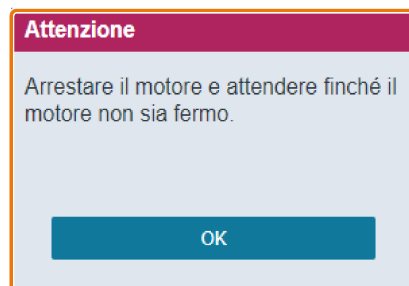 Attenzione
Arrestare il motore e attendere finché il
motore non sia fermo.
OK